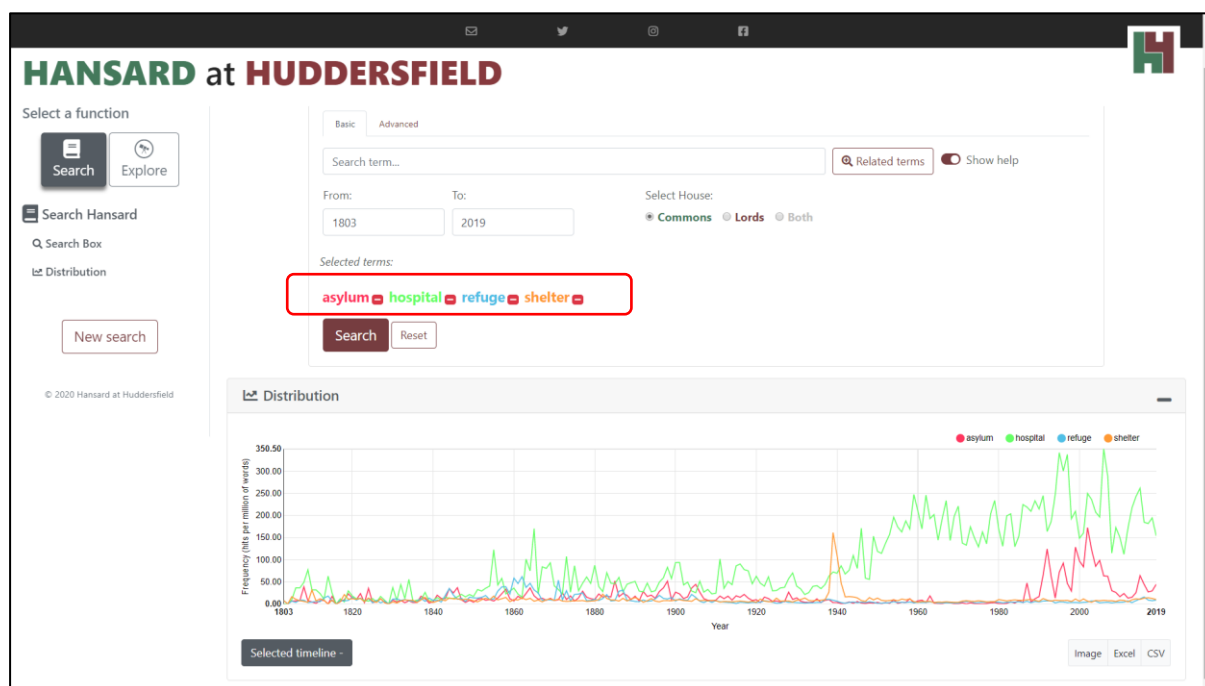 HANSARD at HUDDERSFIELD
Select a function
Search Explore
Search Hansard
Search Box
Distribution
New search
© 2020 Hansard at Huddersfield
Basic Advanced
Search term... Related terms Show help
From: To: Select House:
1803 2019 Commons Lords Both
Selected terms:
asylum hospital refuge shelter
Search Reset
Distribution
asylum hospital refuge shelter
Frequency (hits per million of words)
350.50
300.00
250.00
200.00
150.00
100.00
50.00
0.00
1803 1820 1840 1860 1880 1900 1920 1940 1960 1980 2000 2019
Year
Selected timeline -
Image Excel CSV